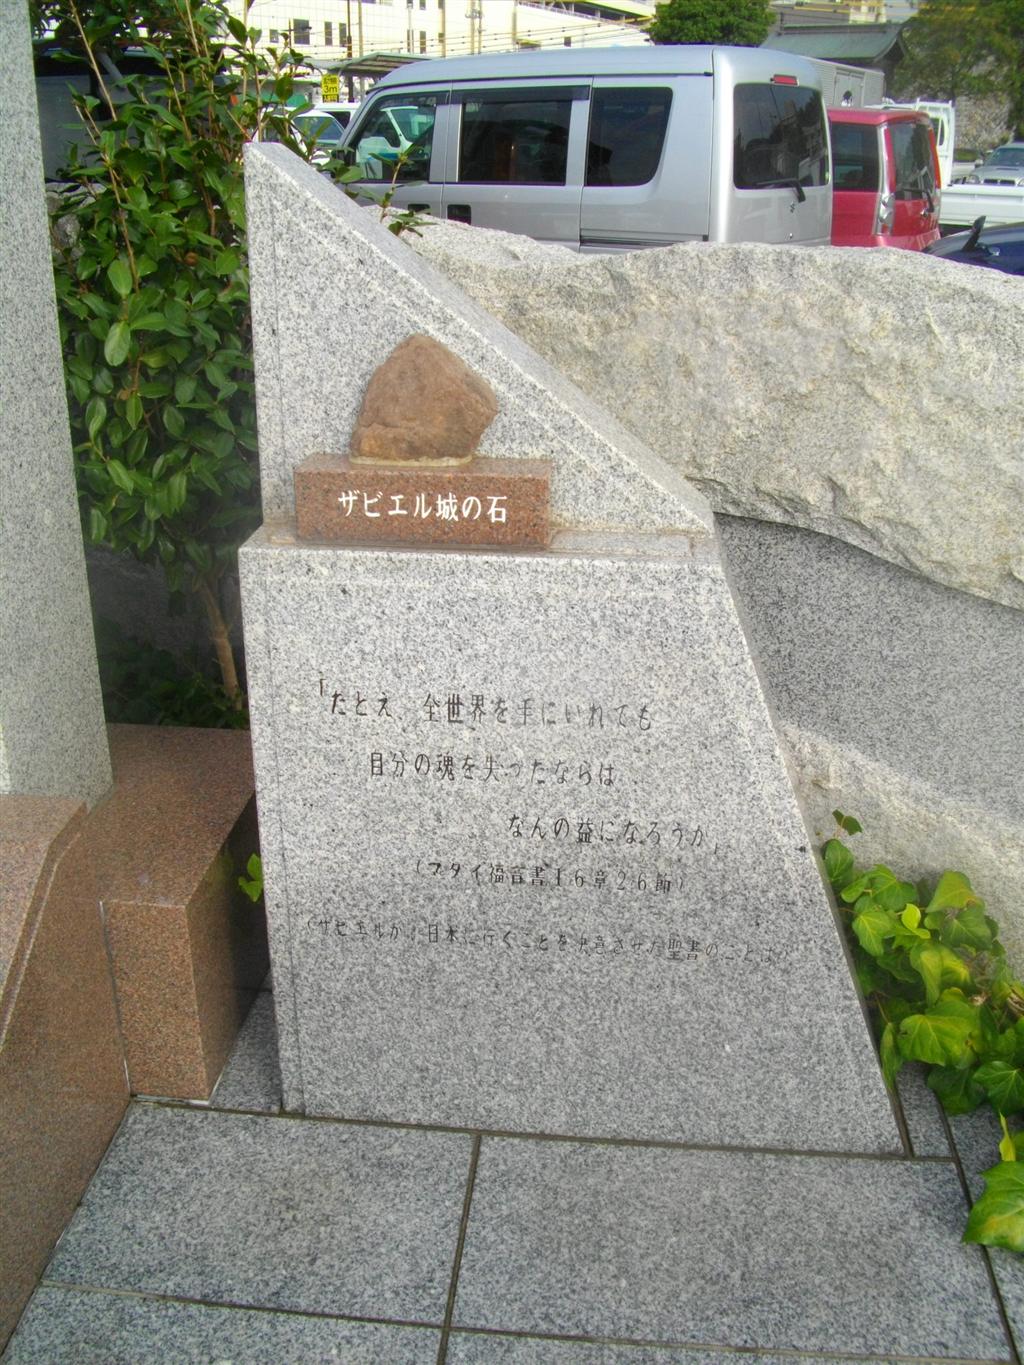 3m
ザビエル城の石
「たとえ、全世界を手にいれても
自分の魂を失ったならば
なんの益になろうか」
(マタイ福音書16章26節)
(ザビエルが、日本に行くことを決意させた聖書のことば)